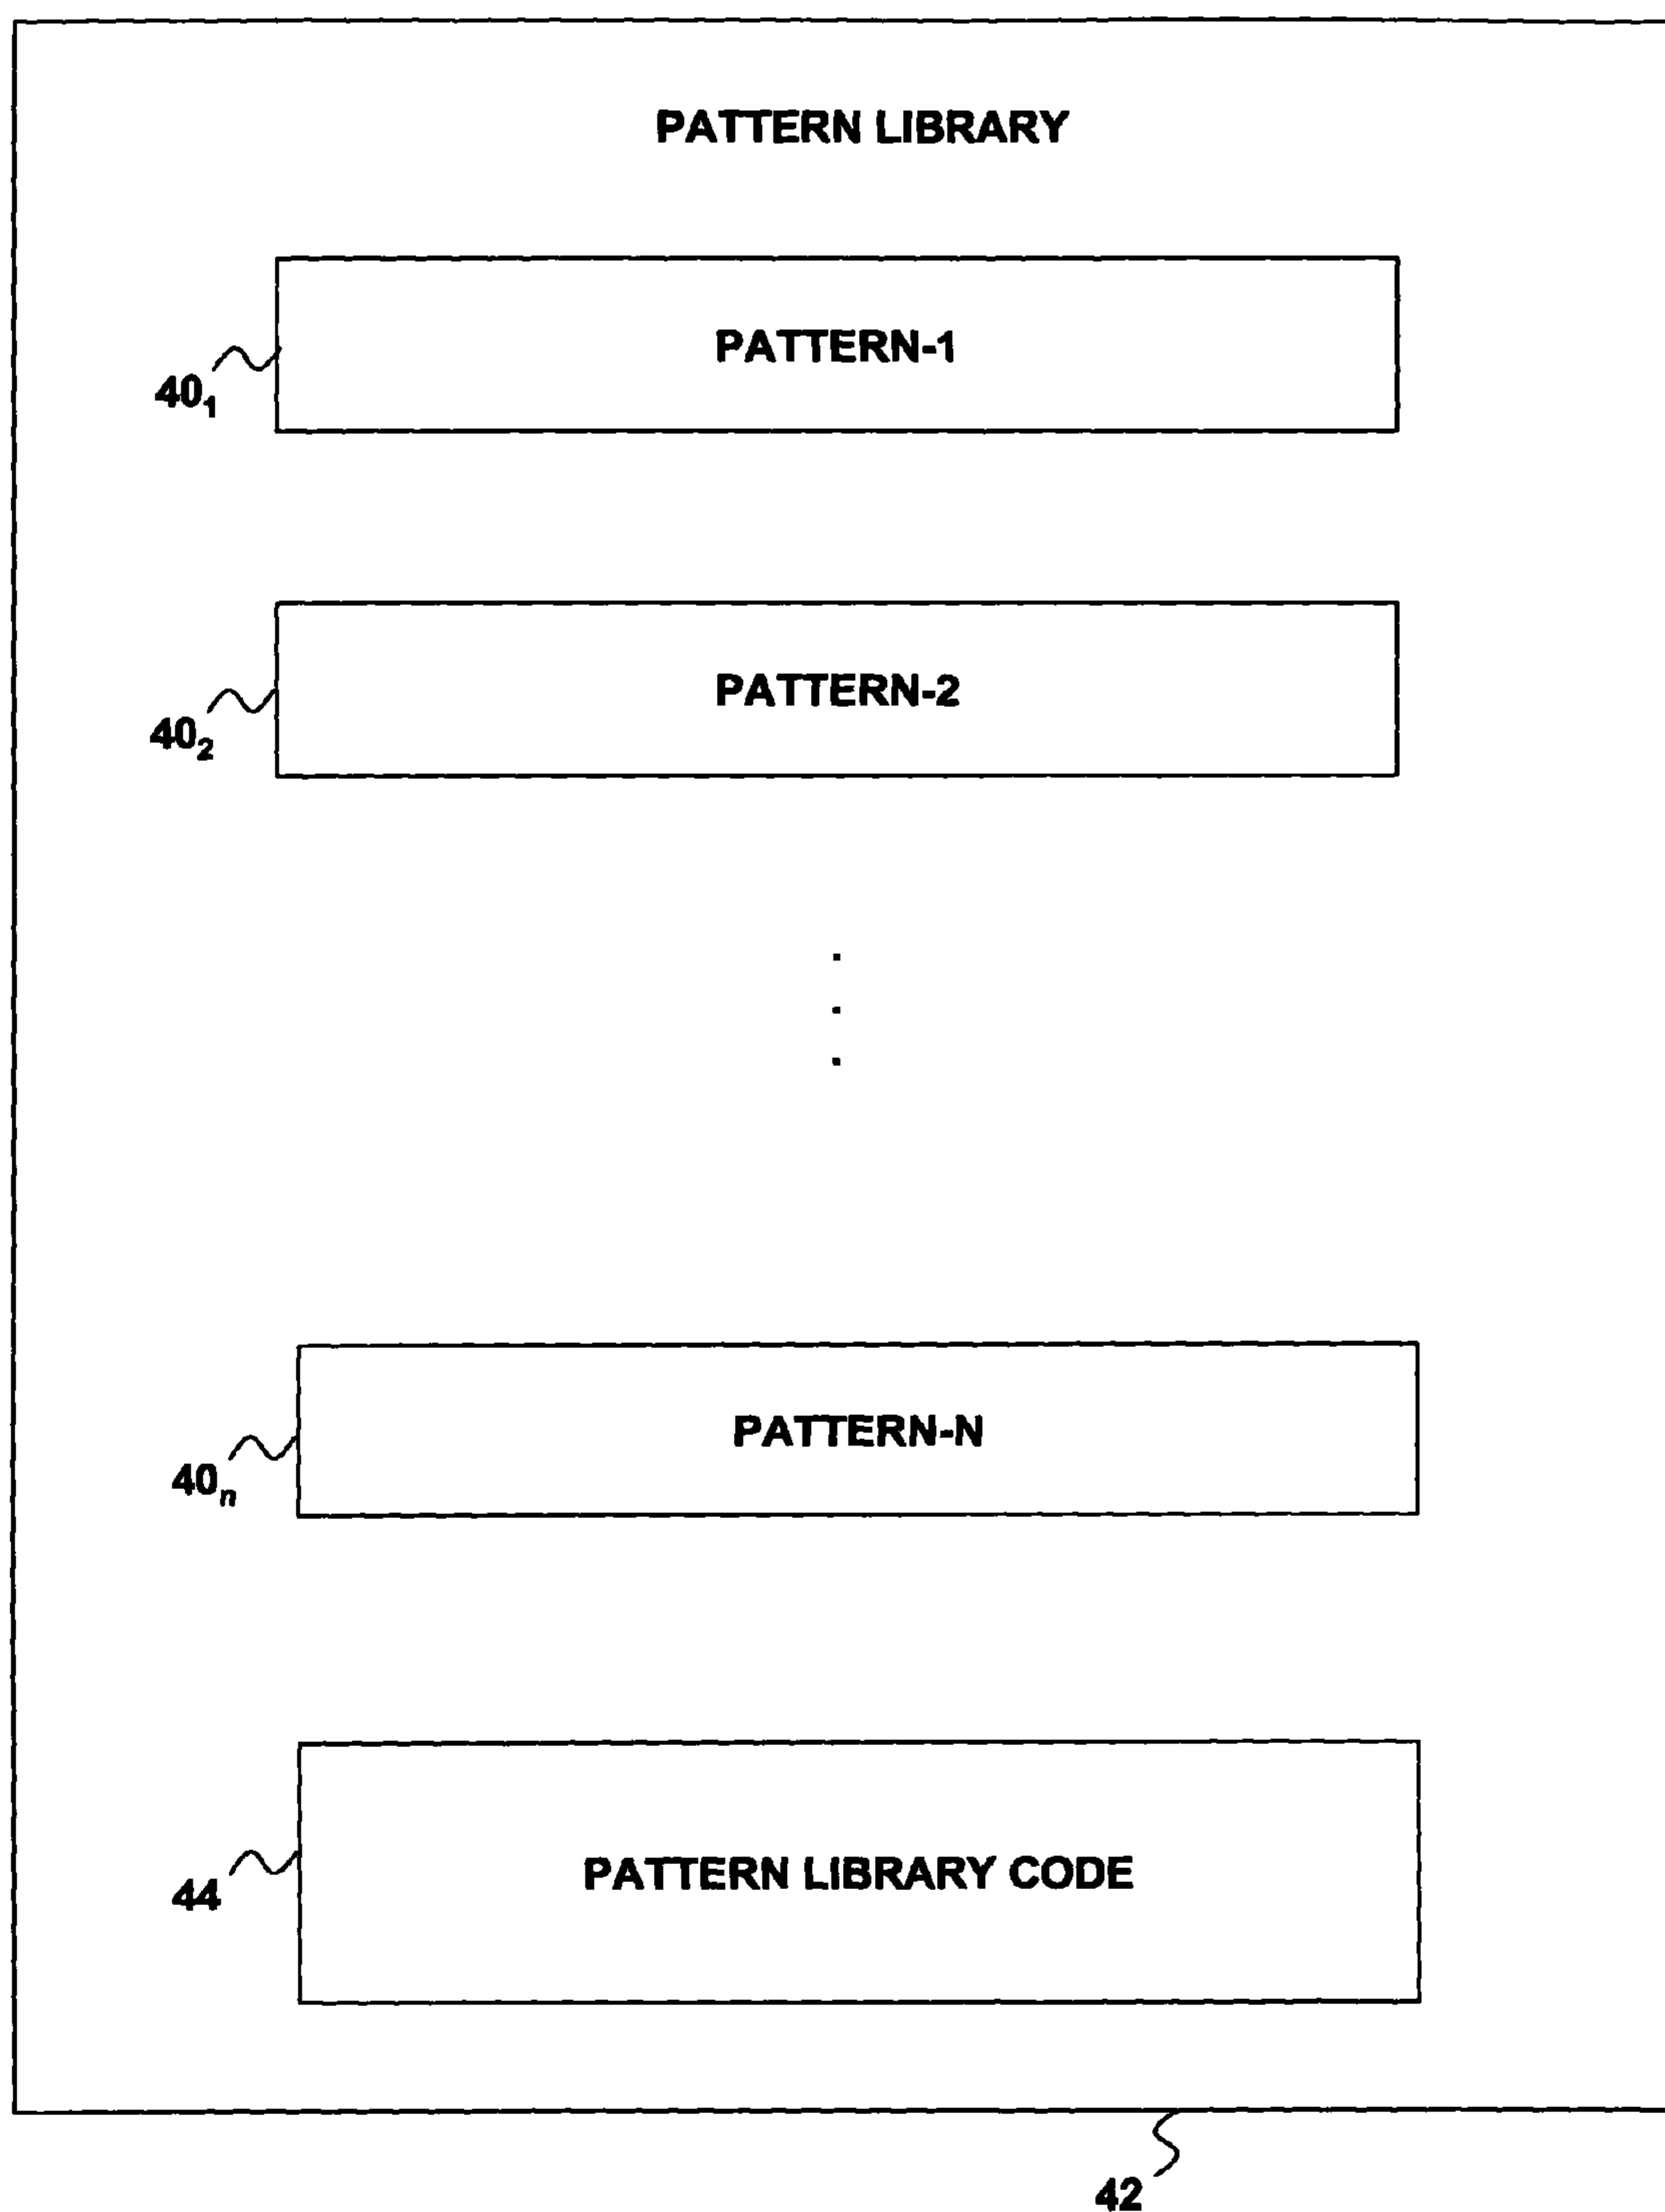 PATTERN LIBRARY
PATTERN-1
40₁
PATTERN-2
40₂
.
.
.
PATTERN-N
40ₙ
PATTERN LIBRARY CODE
44
42